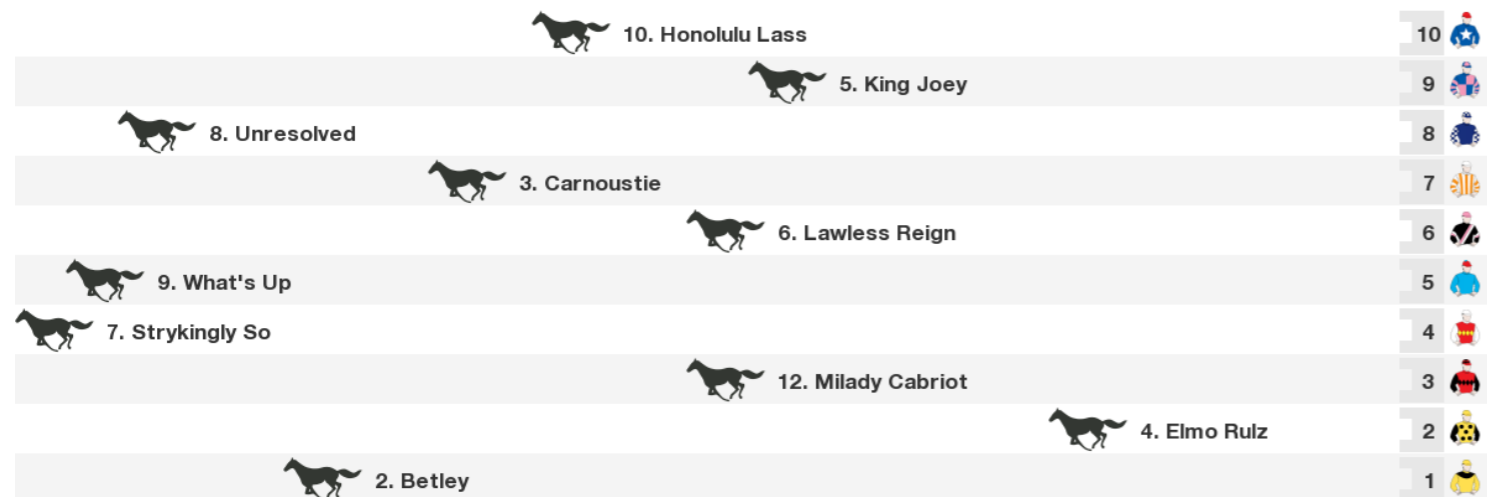 10. Honolulu Lass 10
5. King Joey 9
8. Unresolved 8
3. Carnoustie 7
6. Lawless Reign 6
9. What's Up 5
7. Strykingly So 4
12. Milady Cabriot 3
4. Elmo Rulz 2
2. Betley 1